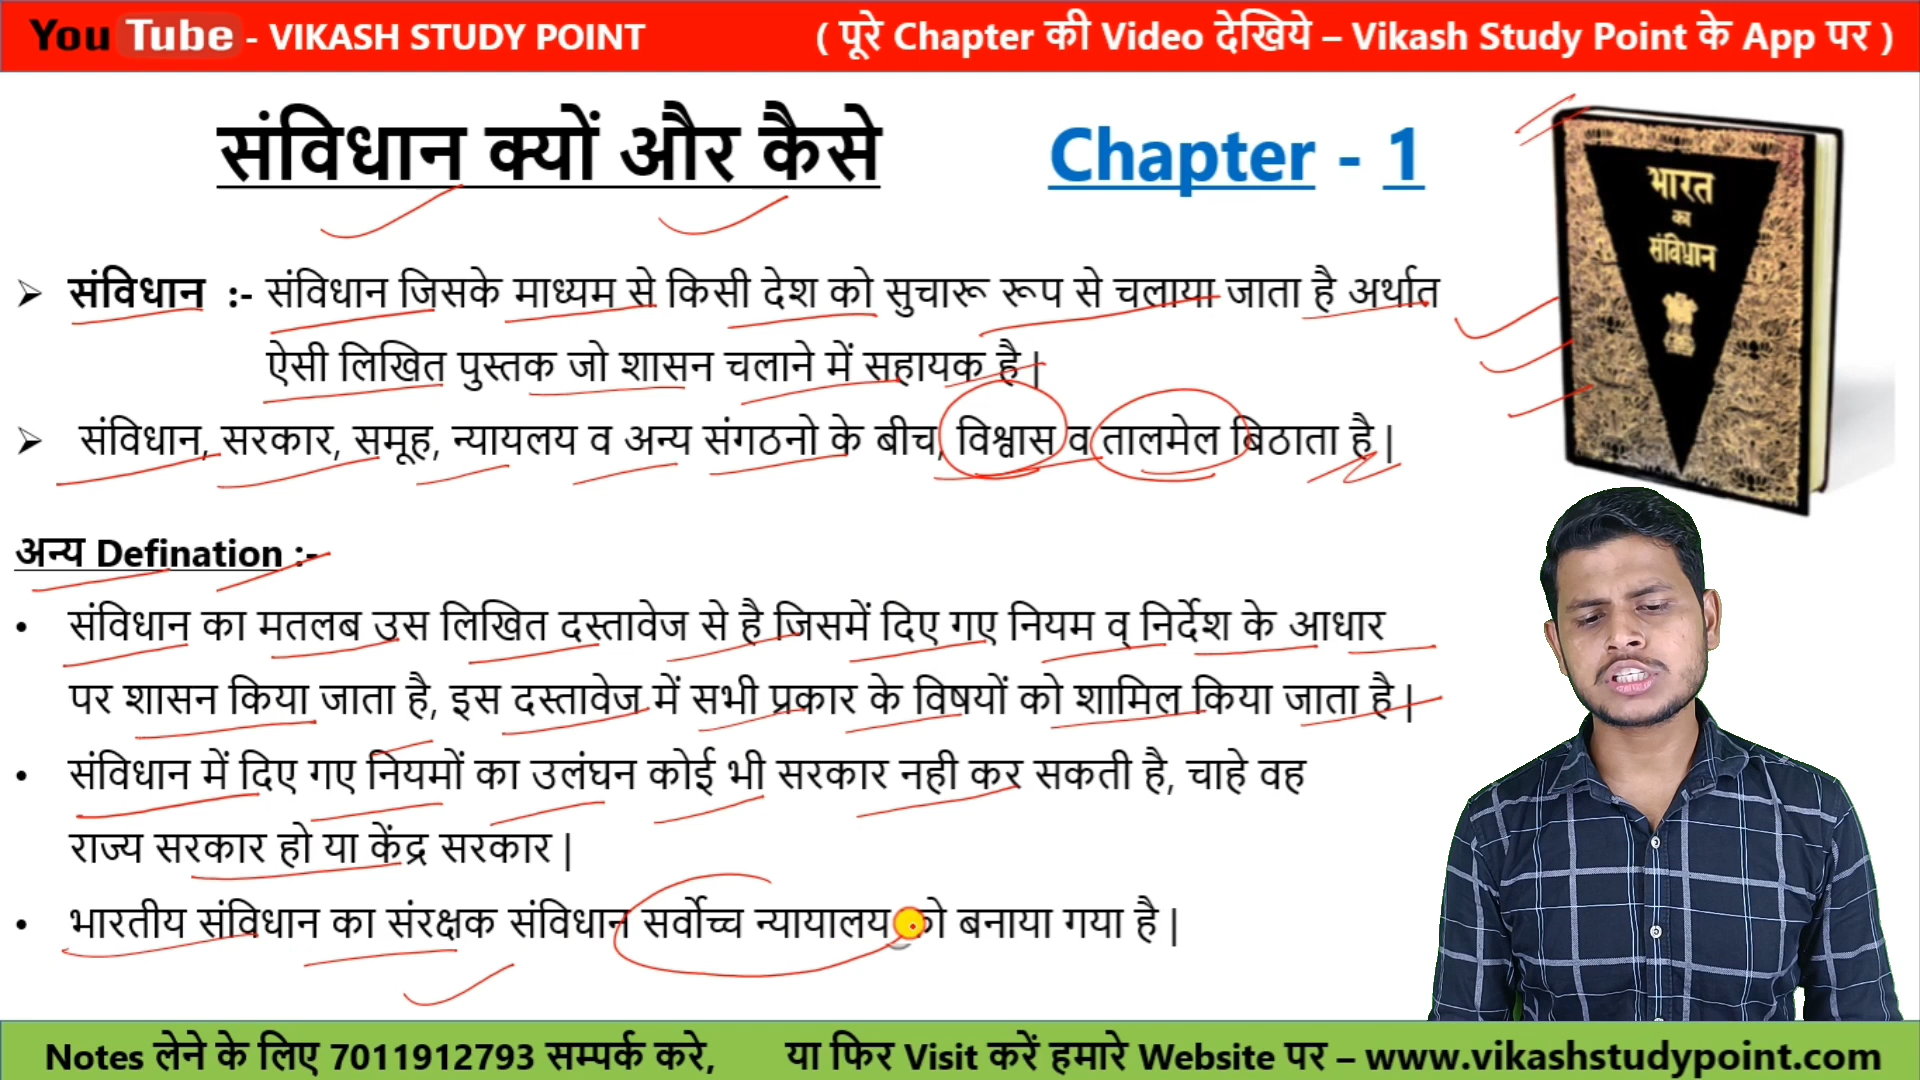 YouTube - VIKASH STUDY POINT ( पूरे Chapter की Video देखिये – Vikash Study Point के App पर )
संविधान क्यों और कैसे Chapter - 1
भारत
का
संविधान
➢ संविधान :- संविधान जिसके माध्यम से किसी देश को सुचारू रूप से चलाया जाता है अर्थात
ऐसी लिखित पुस्तक जो शासन चलाने में सहायक है |
➢ संविधान, सरकार, समूह, न्यायलय व अन्य संगठनो के बीच, विश्वास व तालमेल बिठाता है |
अन्य Defination :-
• संविधान का मतलब उस लिखित दस्तावेज से है जिसमें दिए गए नियम व् निर्देश के आधार
पर शासन किया जाता है, इस दस्तावेज में सभी प्रकार के विषयों को शामिल किया जाता है |
• संविधान में दिए गए नियमों का उलंघन कोई भी सरकार नही कर सकती है, चाहे वह
राज्य सरकार हो या केंद्र सरकार |
• भारतीय संविधान का संरक्षक संविधान सर्वोच्च न्यायालय को बनाया गया है |
Notes लेने के लिए 7011912793 सम्पर्क करे, या फिर Visit करें हमारे Website पर – www.vikashstudypoint.com